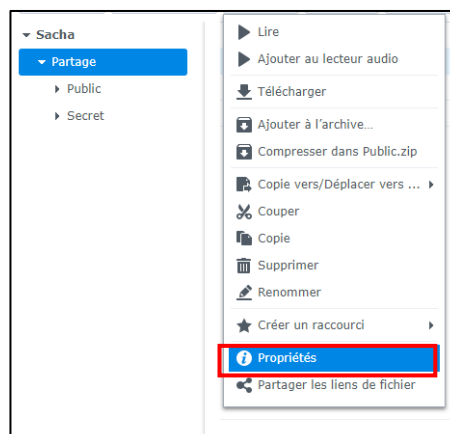 Sacha
Partage
Public
Secret
Lire
Ajouter au lecteur audio
Télécharger
Ajouter à l'archive...
Compresser dans Public.zip
Copie vers/Déplacer vers ...
Couper
Copie
Supprimer
Renommer
Créer un raccourci
Propriétés
Partager les liens de fichier